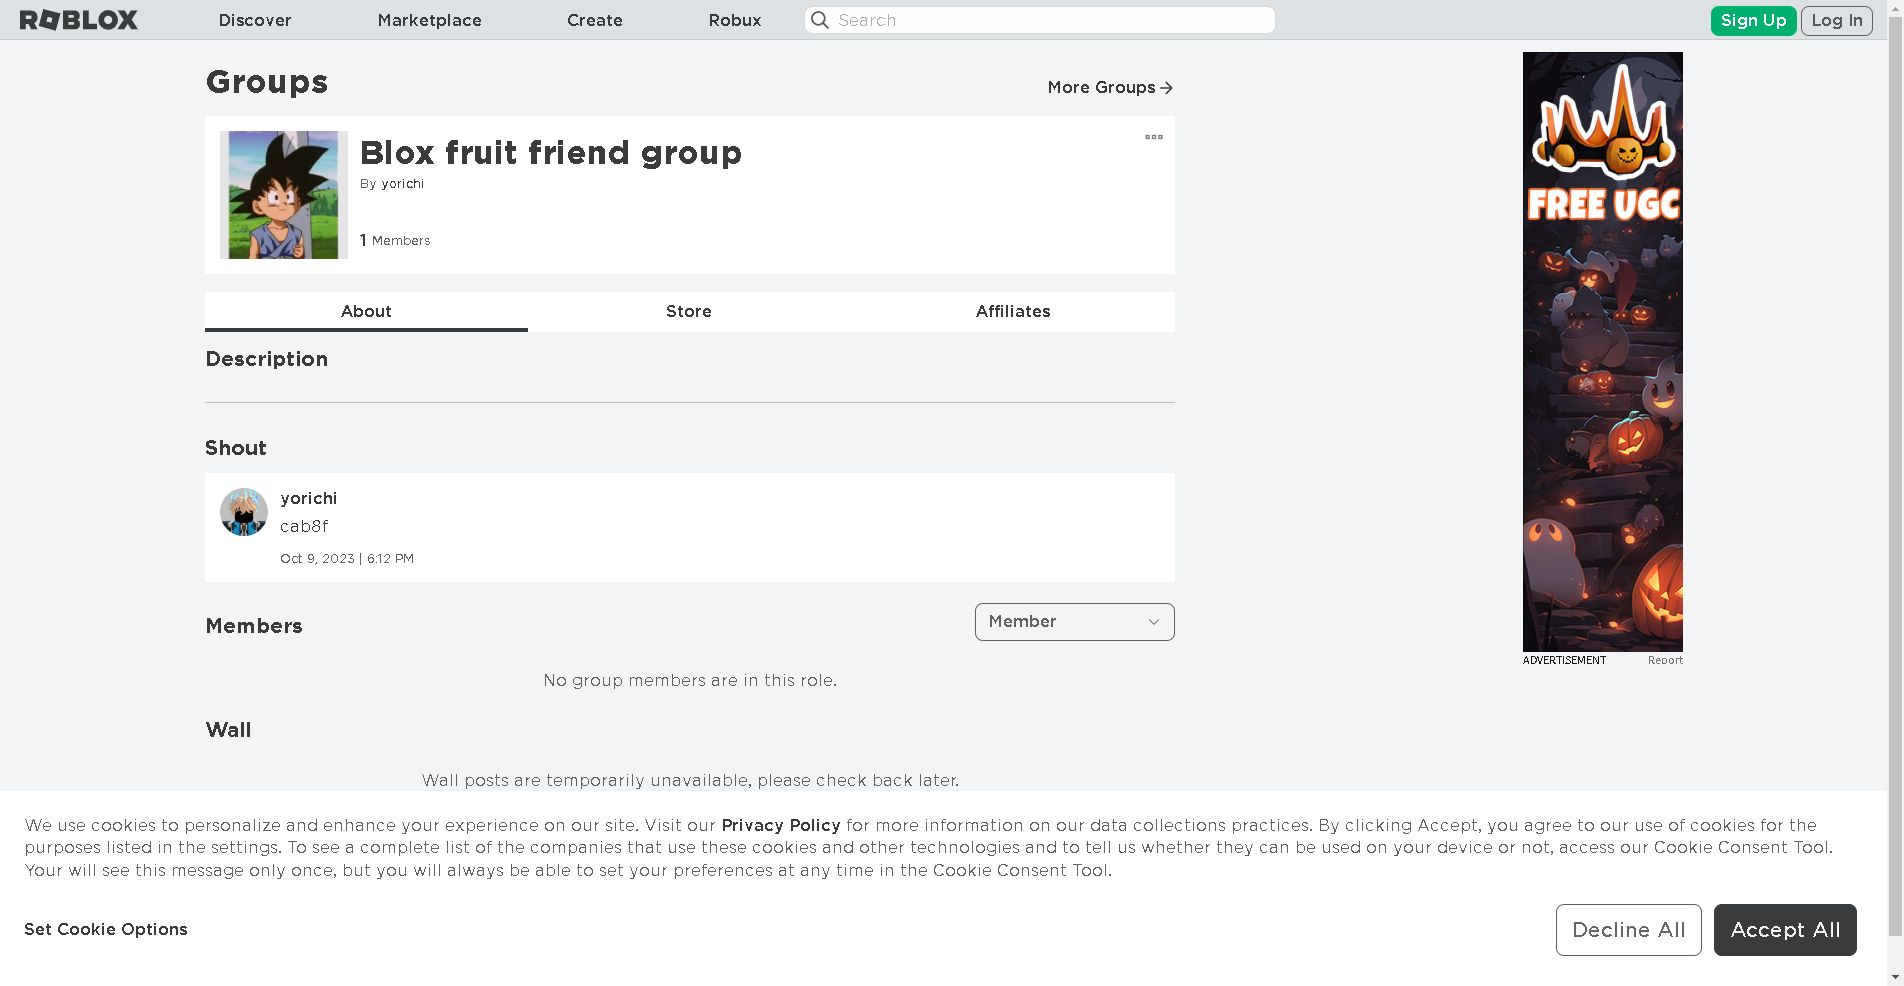 ROBLOX
Discover
Marketplace
Create
Robux
Search
Sign Up
Log In
Groups
More Groups
Blox fruit friend group
By yorichi
1 Members
About
Store
Affiliates
Description
Shout
yorichi
cab8f
Oct 9, 2023 | 6:12 PM
Members
Member
No group members are in this role.
Wall
Wall posts are temporarily unavailable, please check back later.
FREE UGC
ADVERTISEMENT
Report
We use cookies to personalize and enhance your experience on our site. Visit our Privacy Policy for more information on our data collections practices. By clicking Accept, you agree to our use of cookies for the
purposes listed in the settings. To see a complete list of the companies that use these cookies and other technologies and to tell us whether they can be used on your device or not, access our Cookie Consent Tool.
Your will see this message only once, but you will always be able to set your preferences at any time in the Cookie Consent Tool.
Set Cookie Options
Decline All
Accept All